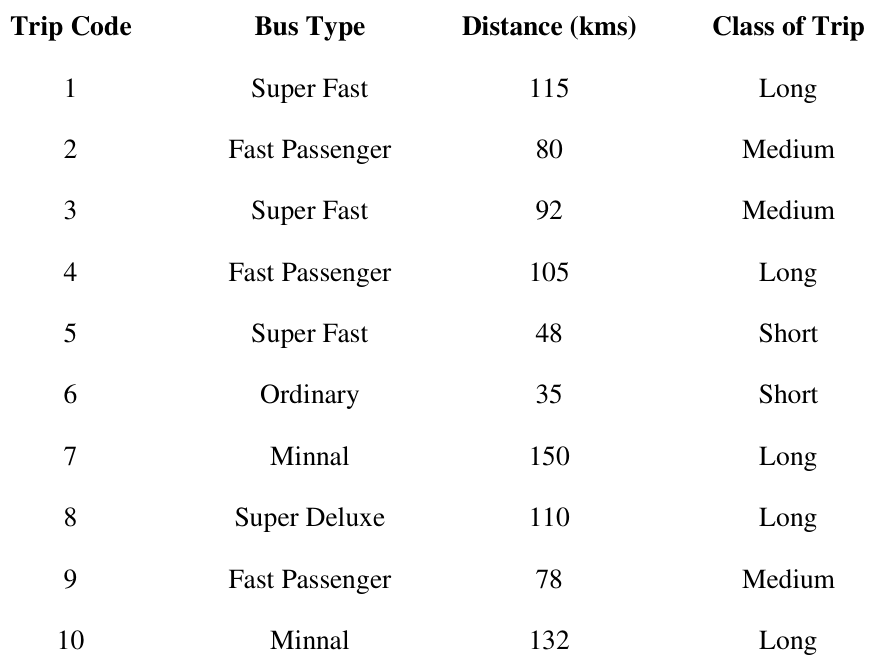 Trip Code Bus Type Distance (kms) Class of Trip
1 Super Fast 115 Long
2 Fast Passenger 80 Medium
3 Super Fast 92 Medium
4 Fast Passenger 105 Long
5 Super Fast 48 Short
6 Ordinary 35 Short
7 Minnal 150 Long
8 Super Deluxe 110 Long
9 Fast Passenger 78 Medium
10 Minnal 132 Long